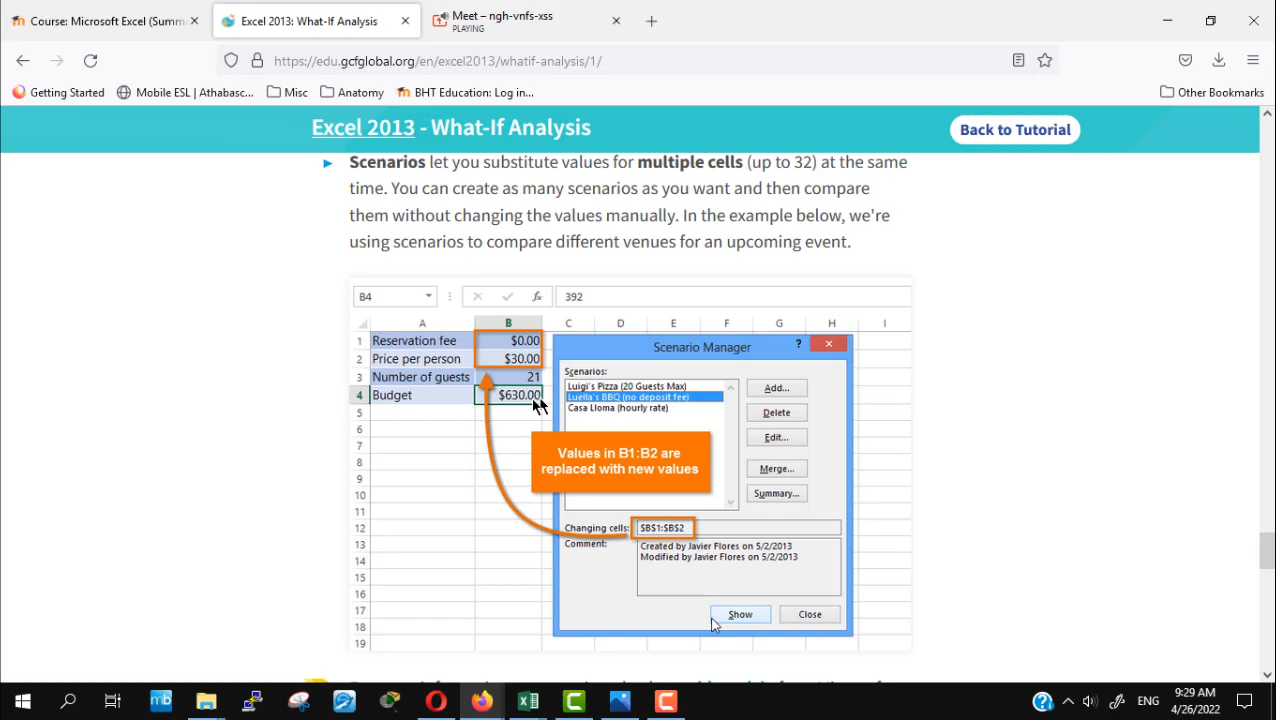 Course: Microsoft Excel (Summ
Excel 2013: What-If Analysis
Meet – ngh-vnfs-xss
PLAYING
https://edu.gcfglobal.org/en/excel2013/whatif-analysis/1/
Getting Started
Mobile ESL | Athabasc...
Misc
Anatomy
BHT Education: Log in...
Other Bookmarks
Excel 2013 - What-If Analysis
Back to Tutorial
Scenarios let you substitute values for multiple cells (up to 32) at the same
time. You can create as many scenarios as you want and then compare
them without changing the values manually. In the example below, we're
using scenarios to compare different venues for an upcoming event.
B4
fx
392
A B C D E F G H I
1 Reservation fee $0.00
2 Price per person $30.00
3 Number of guests 21
4 Budget $630.00
5
6
7
8
9
10
11
12
13
14
15
16
17
18
19
Scenario Manager
?
Scenarios:
Luigi's Pizza (20 Guests Max)
Luella's BBQ (no deposit fee)
Casa Lloma (hourly rate)
Add...
Delete
Edit...
Merge...
Summary...
Values in B1:B2 are
replaced with new values
Changing cells: $B$1:$B$2
Comment:
Created by Javier Flores on 5/2/2013
Modified by Javier Flores on 5/2/2013
Show
Close
mb
ENG
9:29 AM
4/26/2022